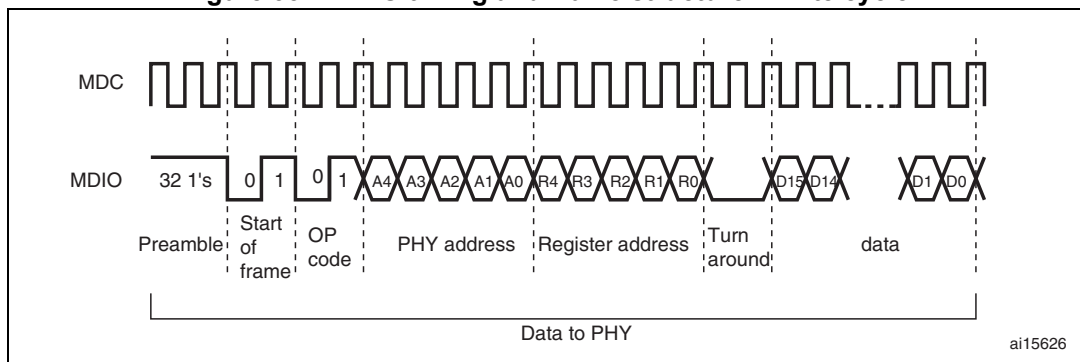 MDC
MDIO 32 1's 0 1 0 1 A4 A3 A2 A1 A0 R4 R3 R2 R1 R0 D15 D14 D1 D0
Preamble
Start
of
frame
OP
code
PHY address
Register address
Turn
around
data
Data to PHY
ai15626